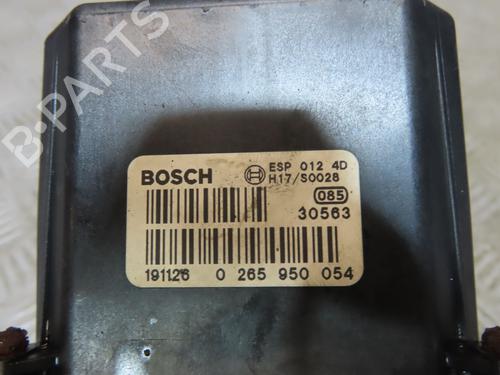 B-PARTS
BOSCH
ESP 012 4D
H17/S0028
085
30563
191126 0 265 950 054